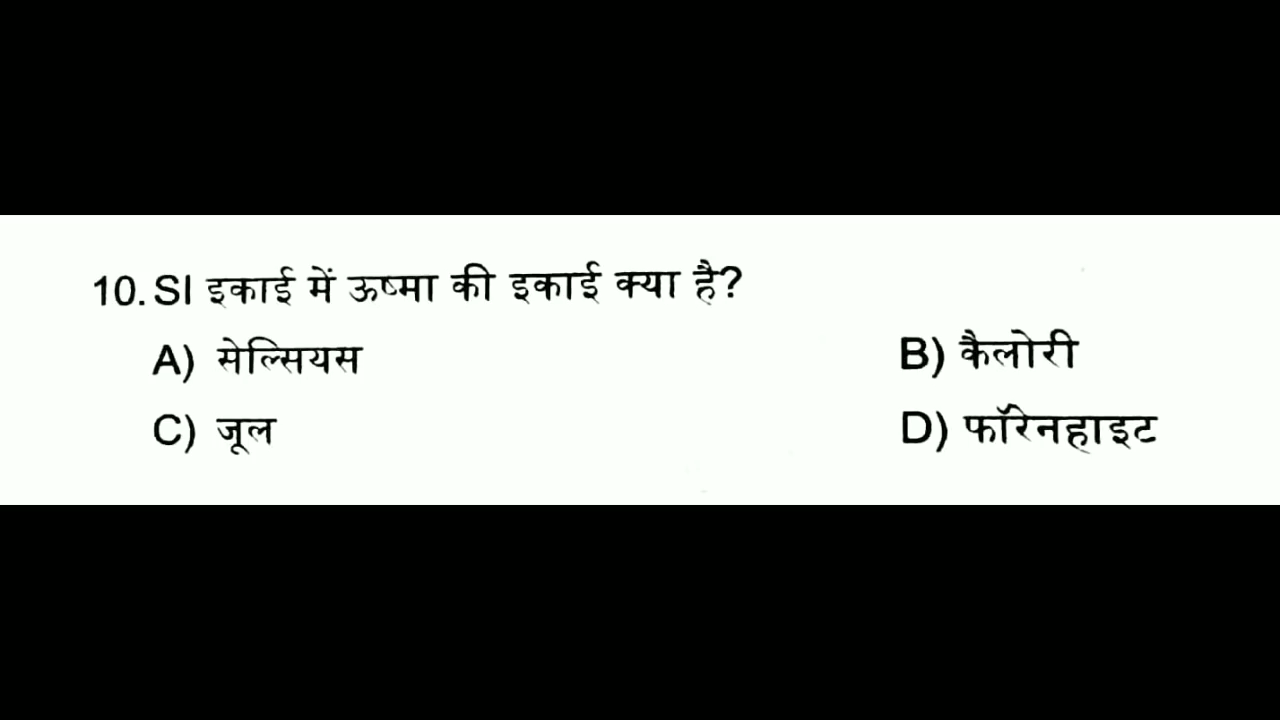 10. SI इकाई में ऊष्मा की इकाई क्या है?
A) सेल्सियस B) कैलोरी
C) जूल D) फॉरेनहाइट